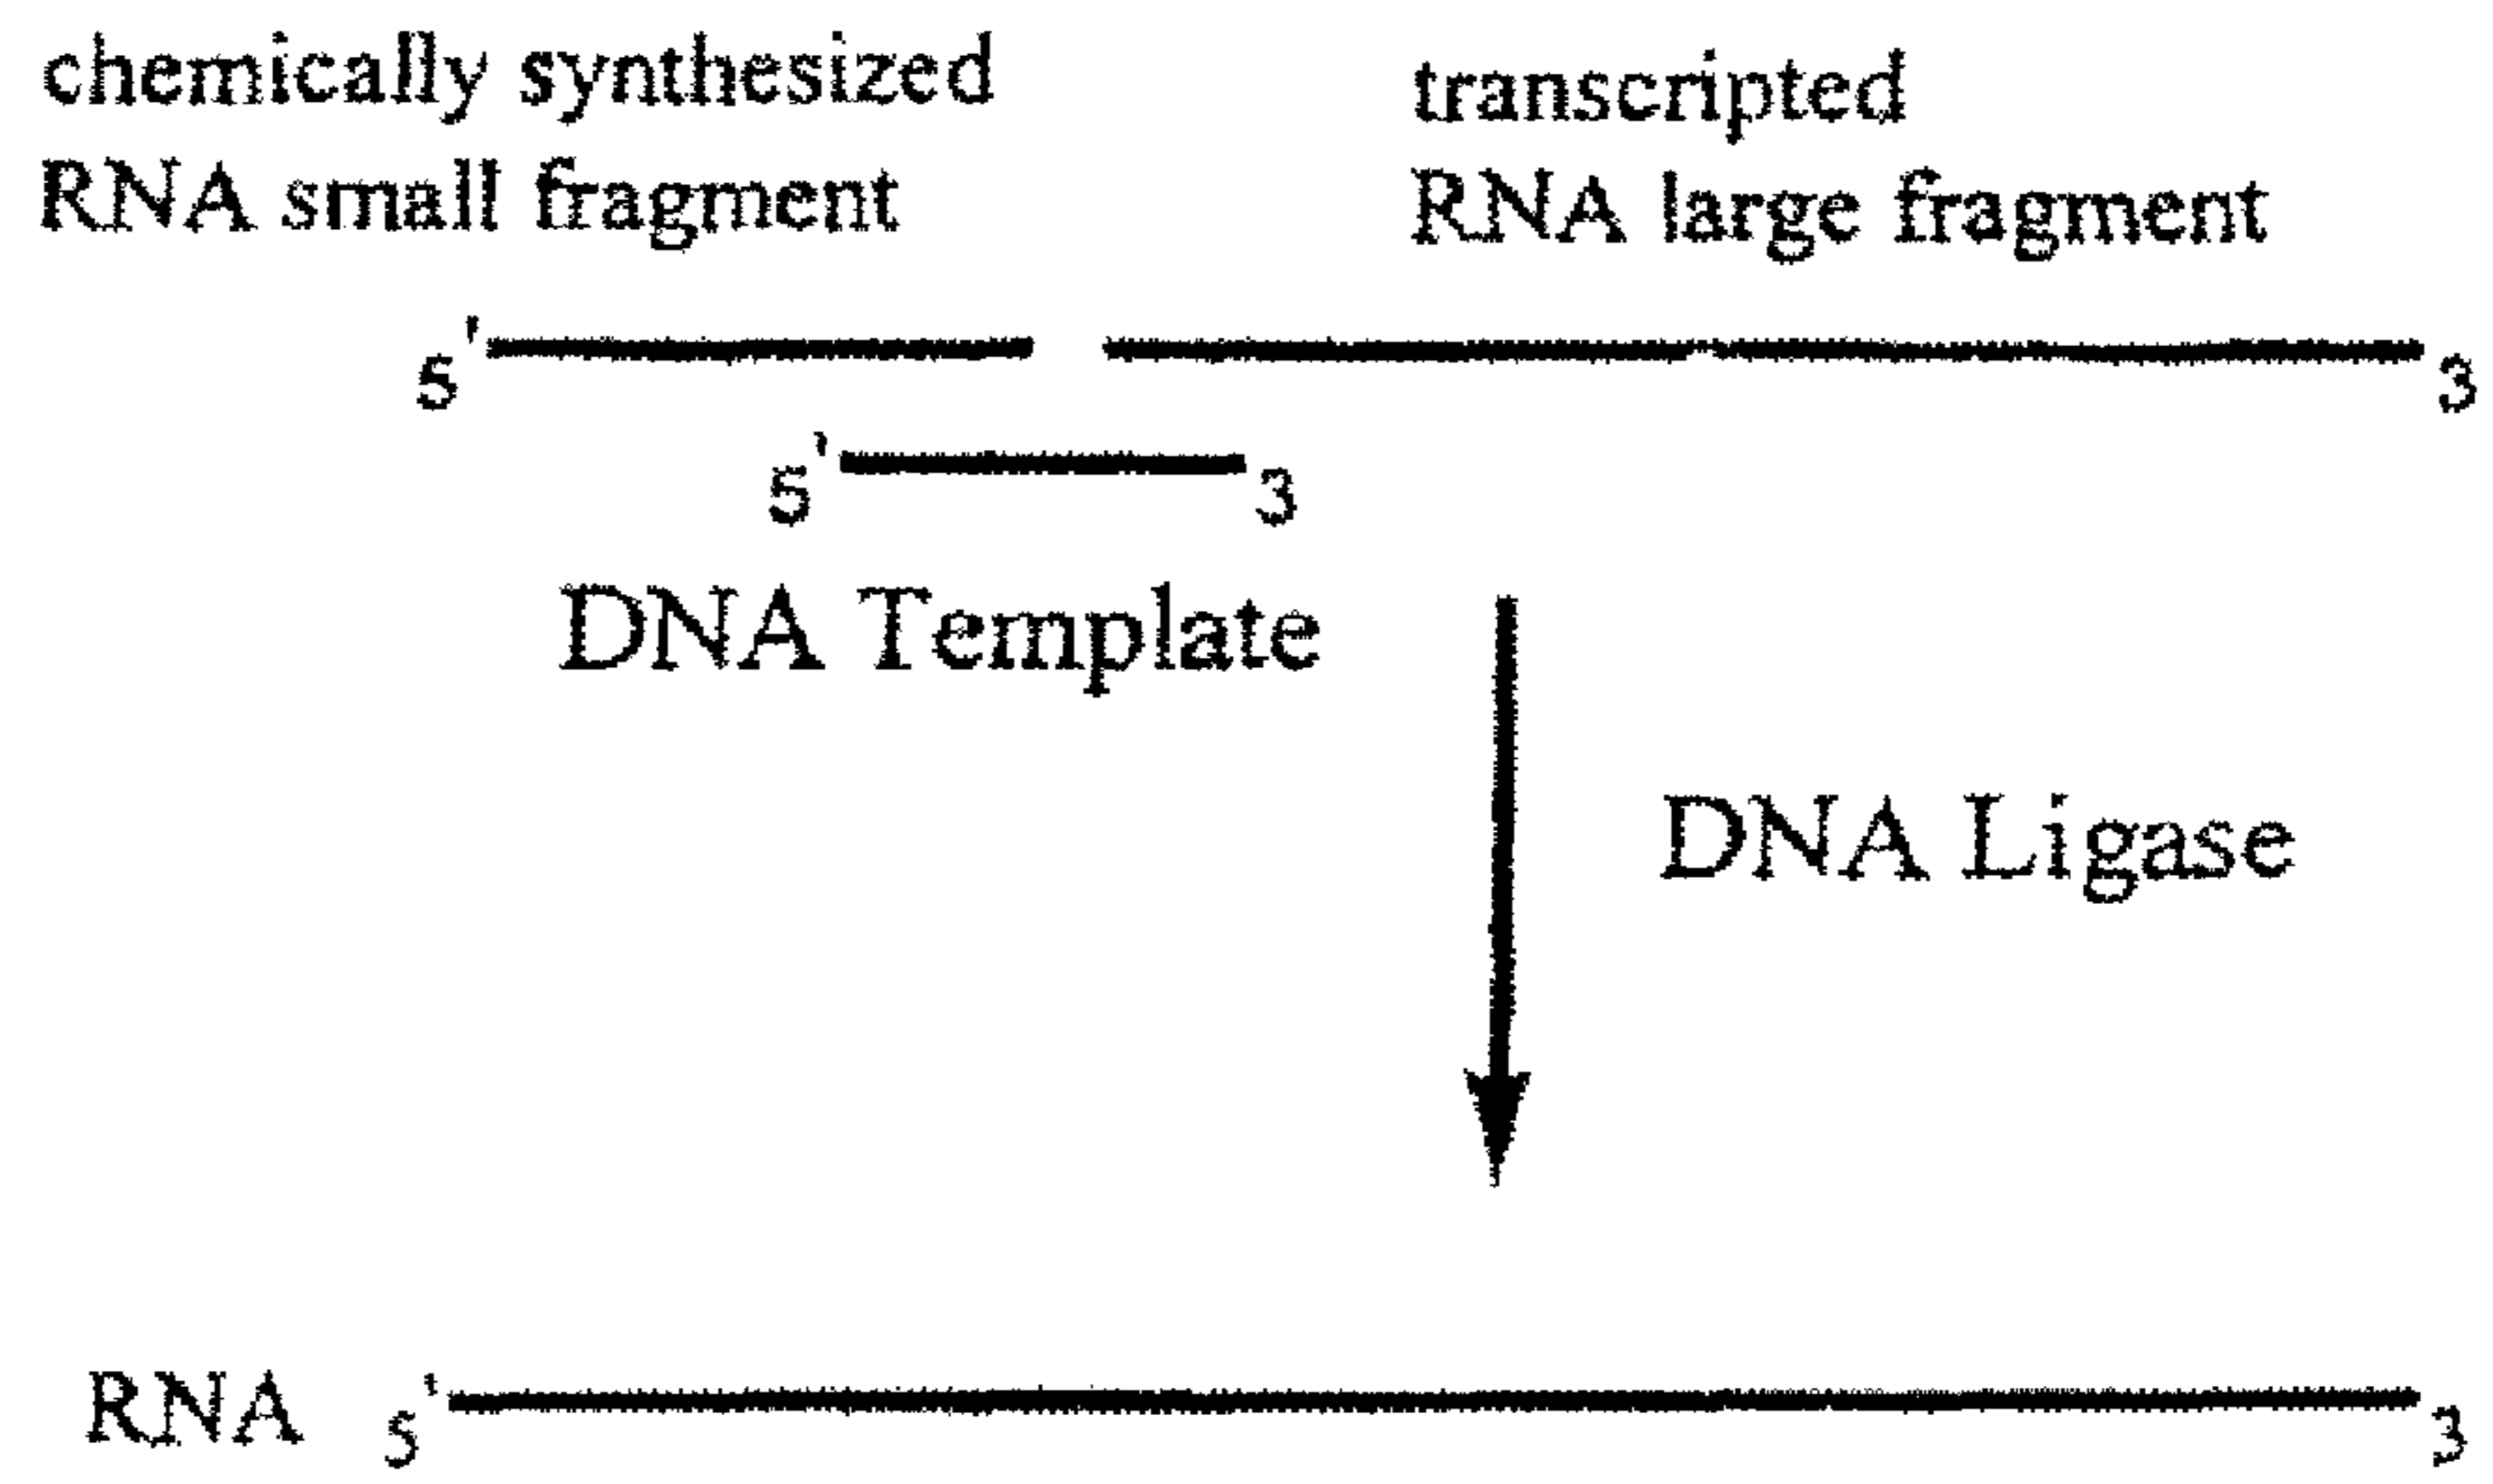 chemically synthesized
RNA small fragment
transcripted
RNA large fragment
5' 3
5' 3
DNA Template
DNA Ligase
RNA 5' 3